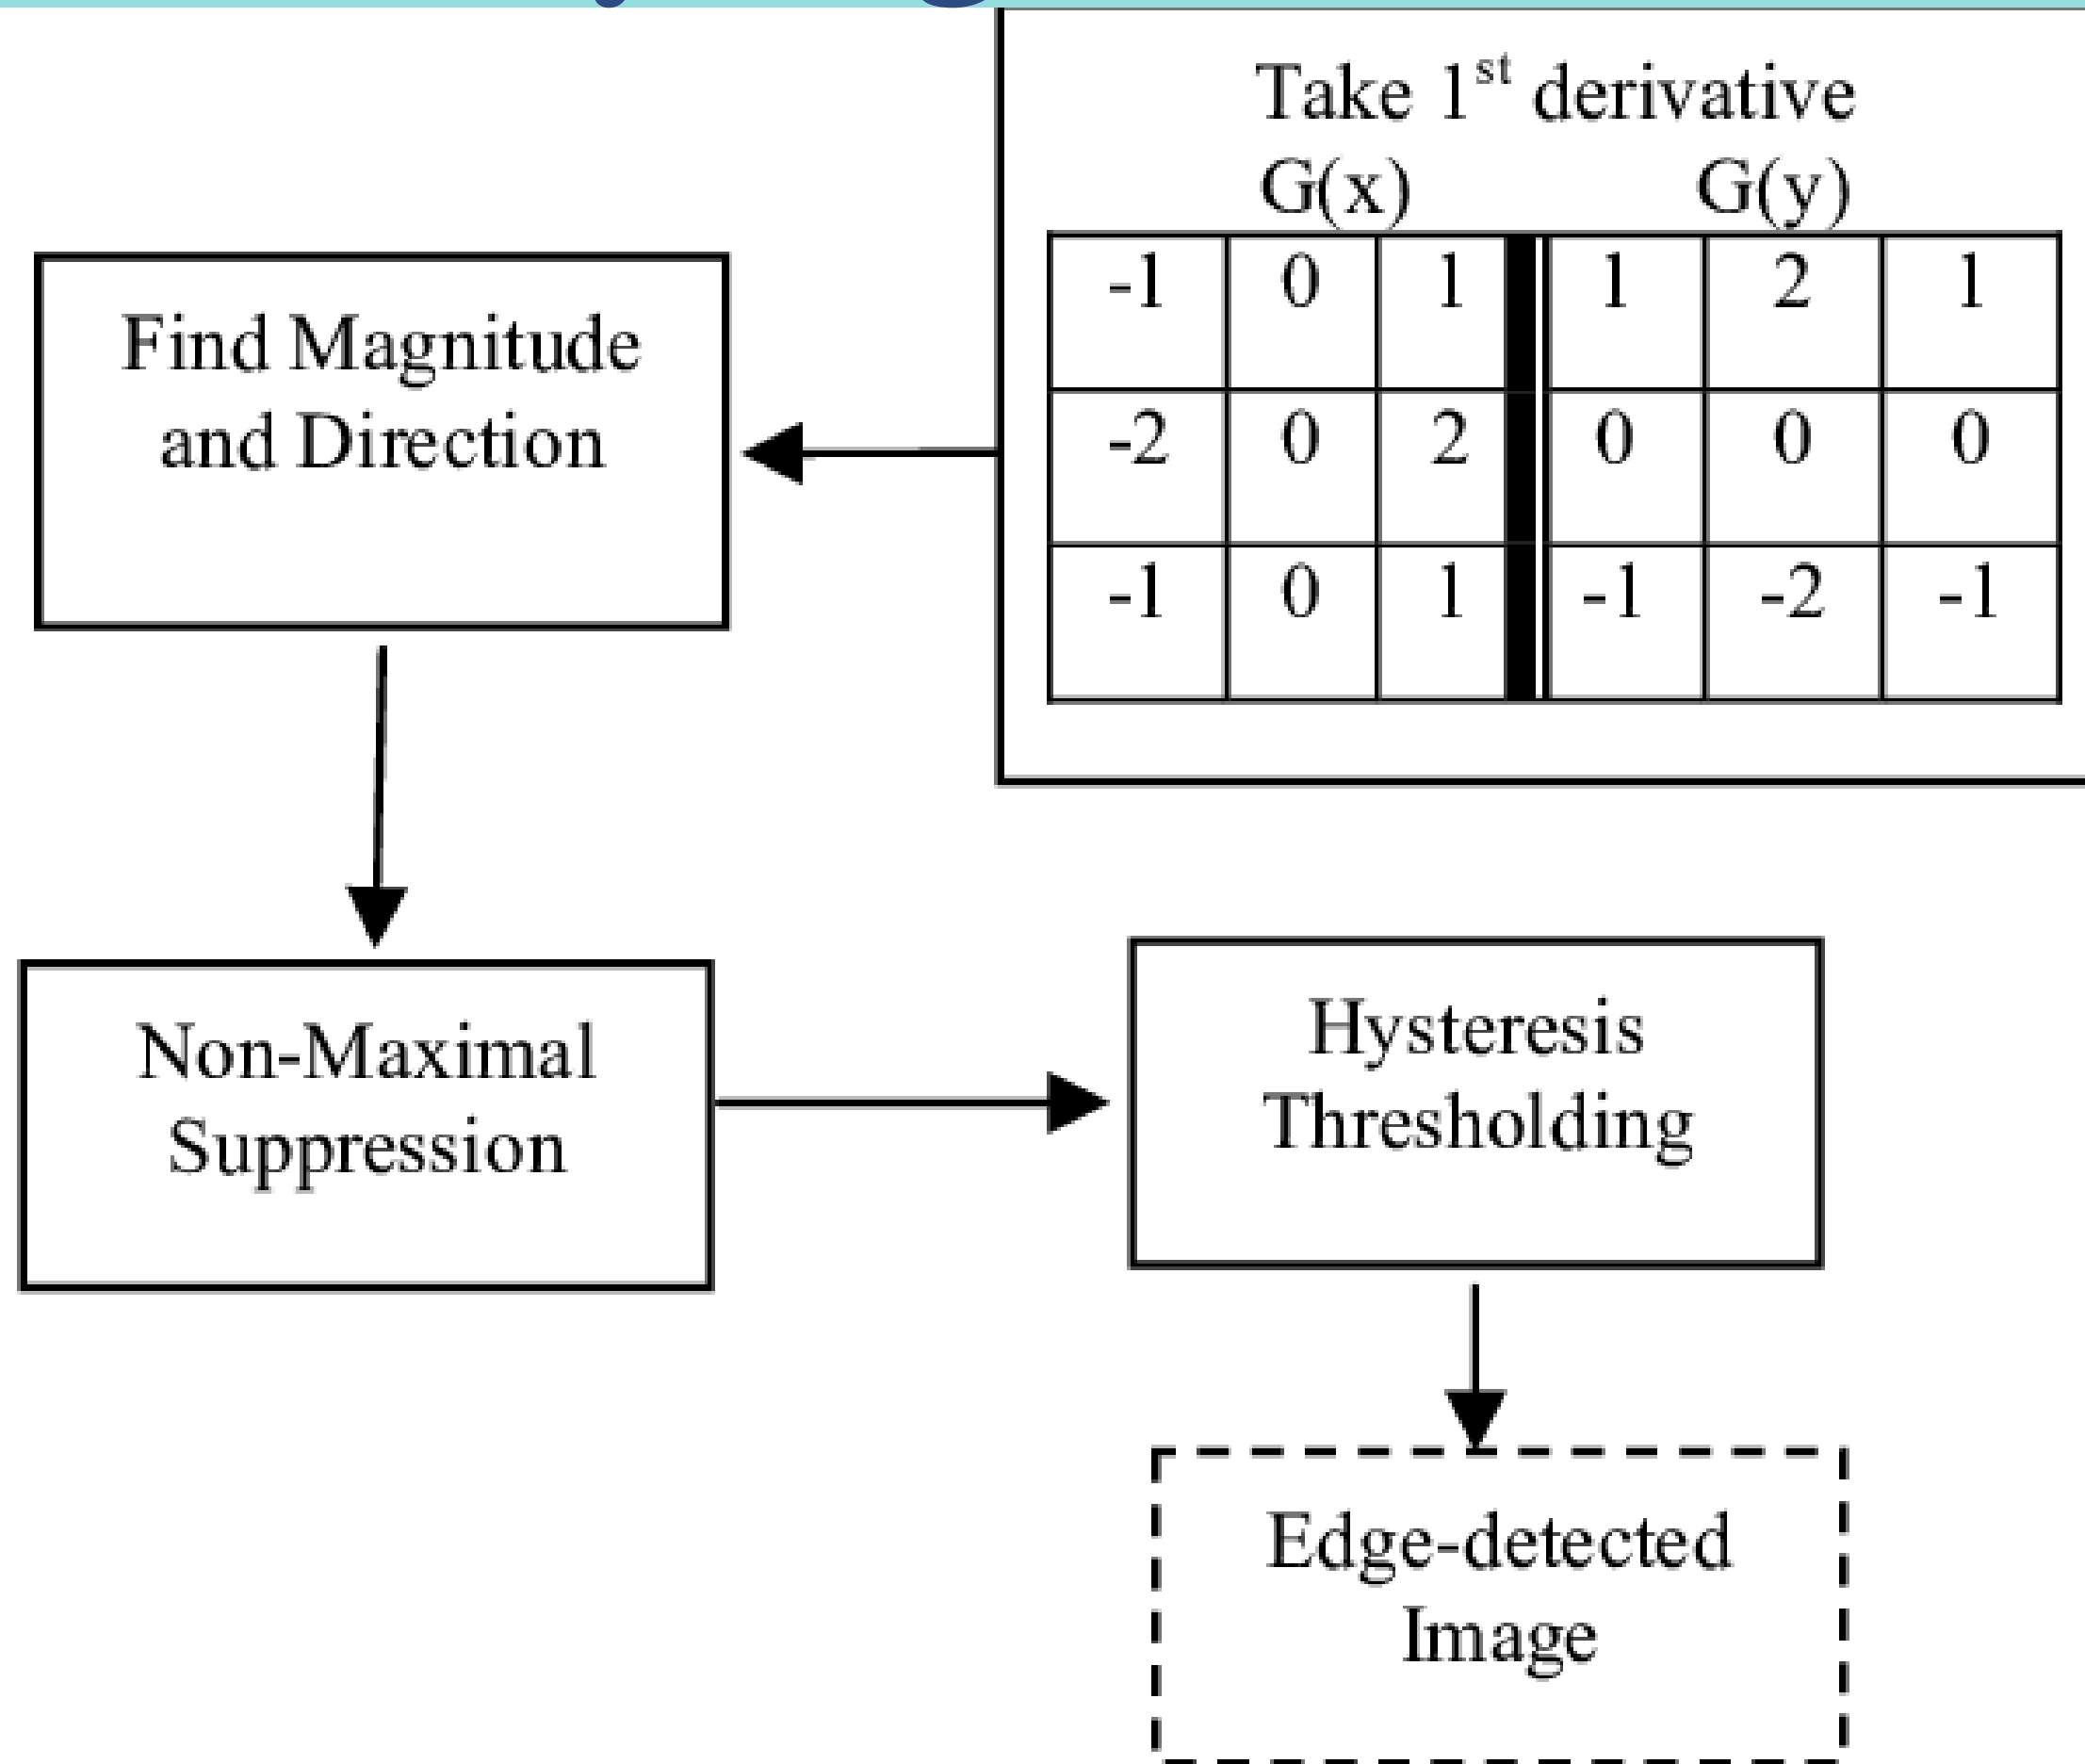 Take 1st derivative
G(x) G(y)
-1 0 1 1 2 1
-2 0 2 0 0 0
-1 0 1 -1 -2 -1
Find Magnitude
and Direction
Non-Maximal
Suppression
Hysteresis
Thresholding
Edge-detected
Image